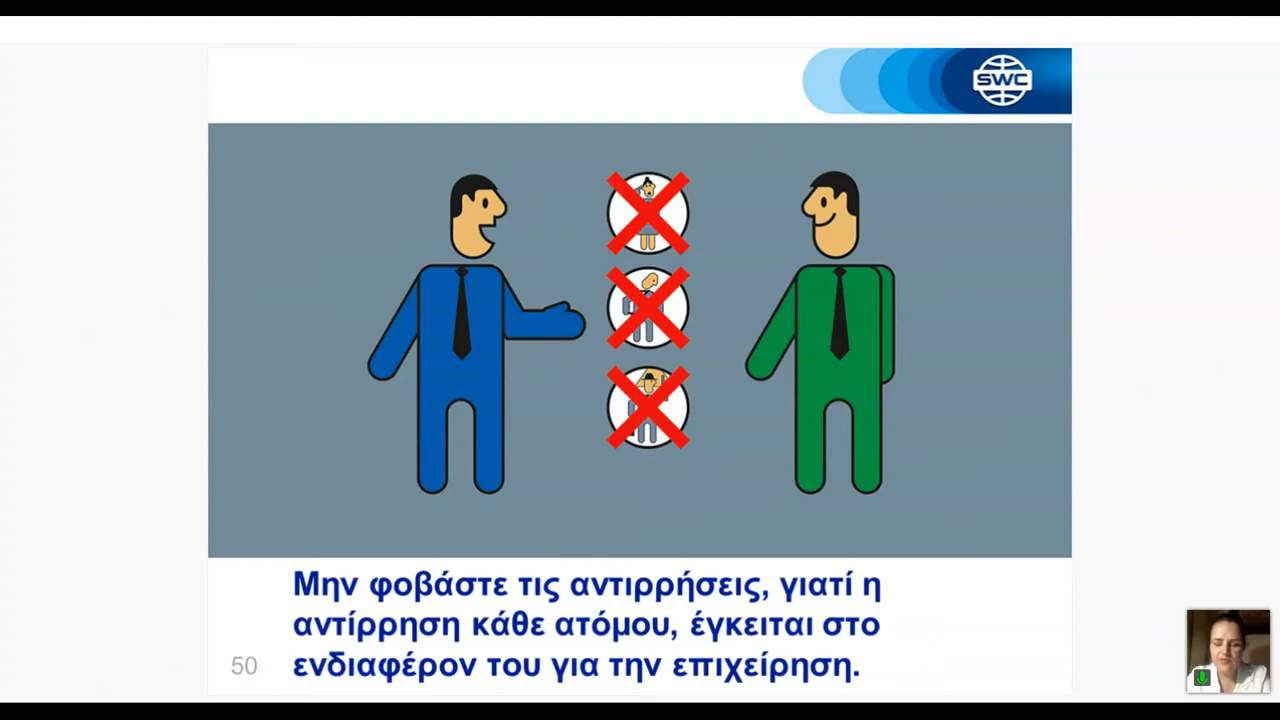 SWC
Μην φοβάστε τις αντιρρήσεις, γιατί η
αντίρρηση κάθε ατόμου, έγκειται στο
ενδιαφέρον του για την επιχείρηση.
50